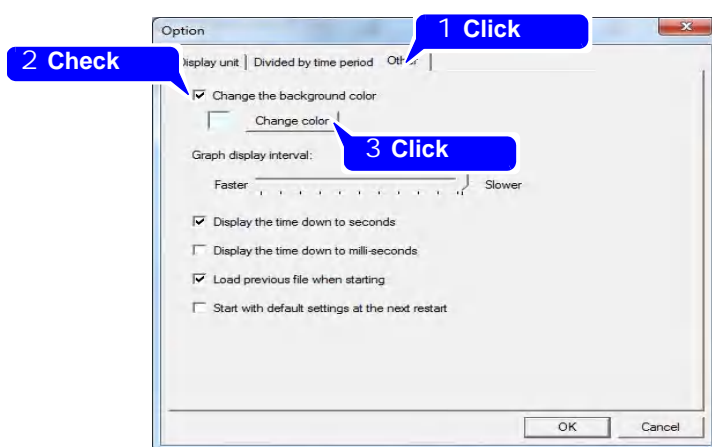 Option
1 Click
2 Check
Display unit Divided by time period Other
Change the background color
Change color
3 Click
Graph display interval:
Faster Slower
Display the time down to seconds
Display the time down to milli-seconds
Load previous file when starting
Start with default settings at the next restart
OK Cancel